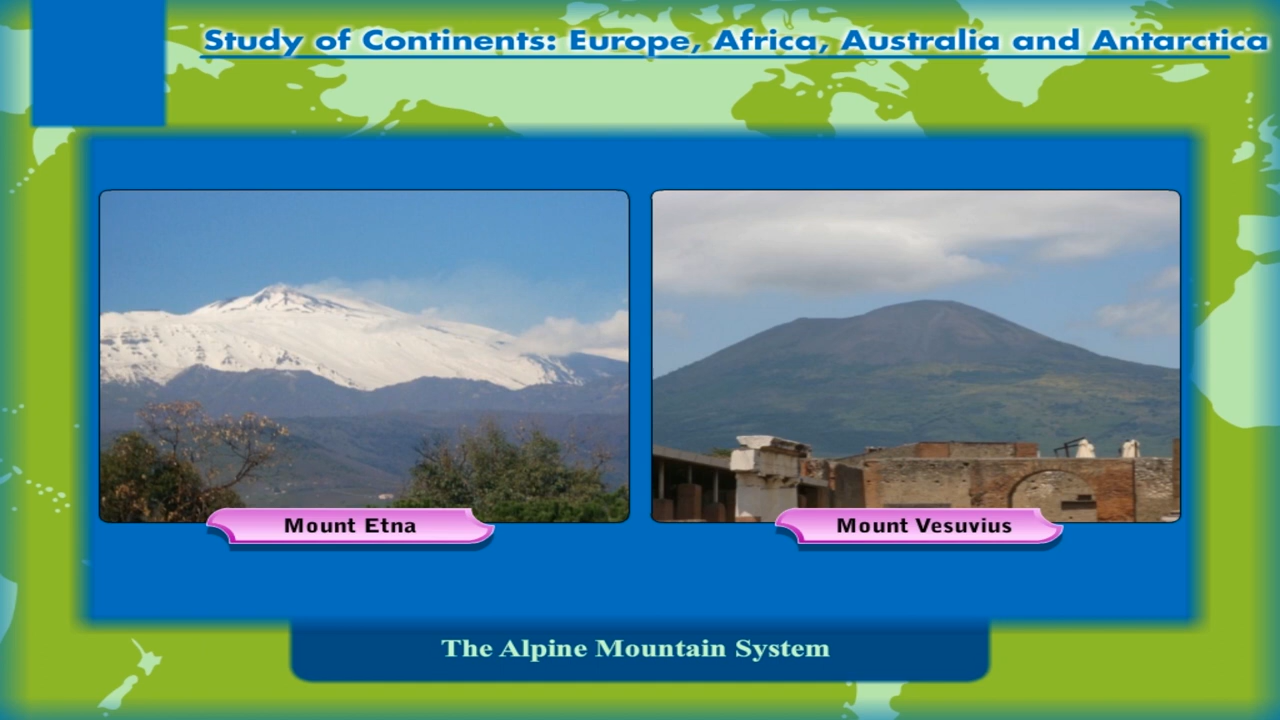 Study of Continents: Europe, Africa, Australia and Antarctica
Mount Etna
Mount Vesuvius
The Alpine Mountain System